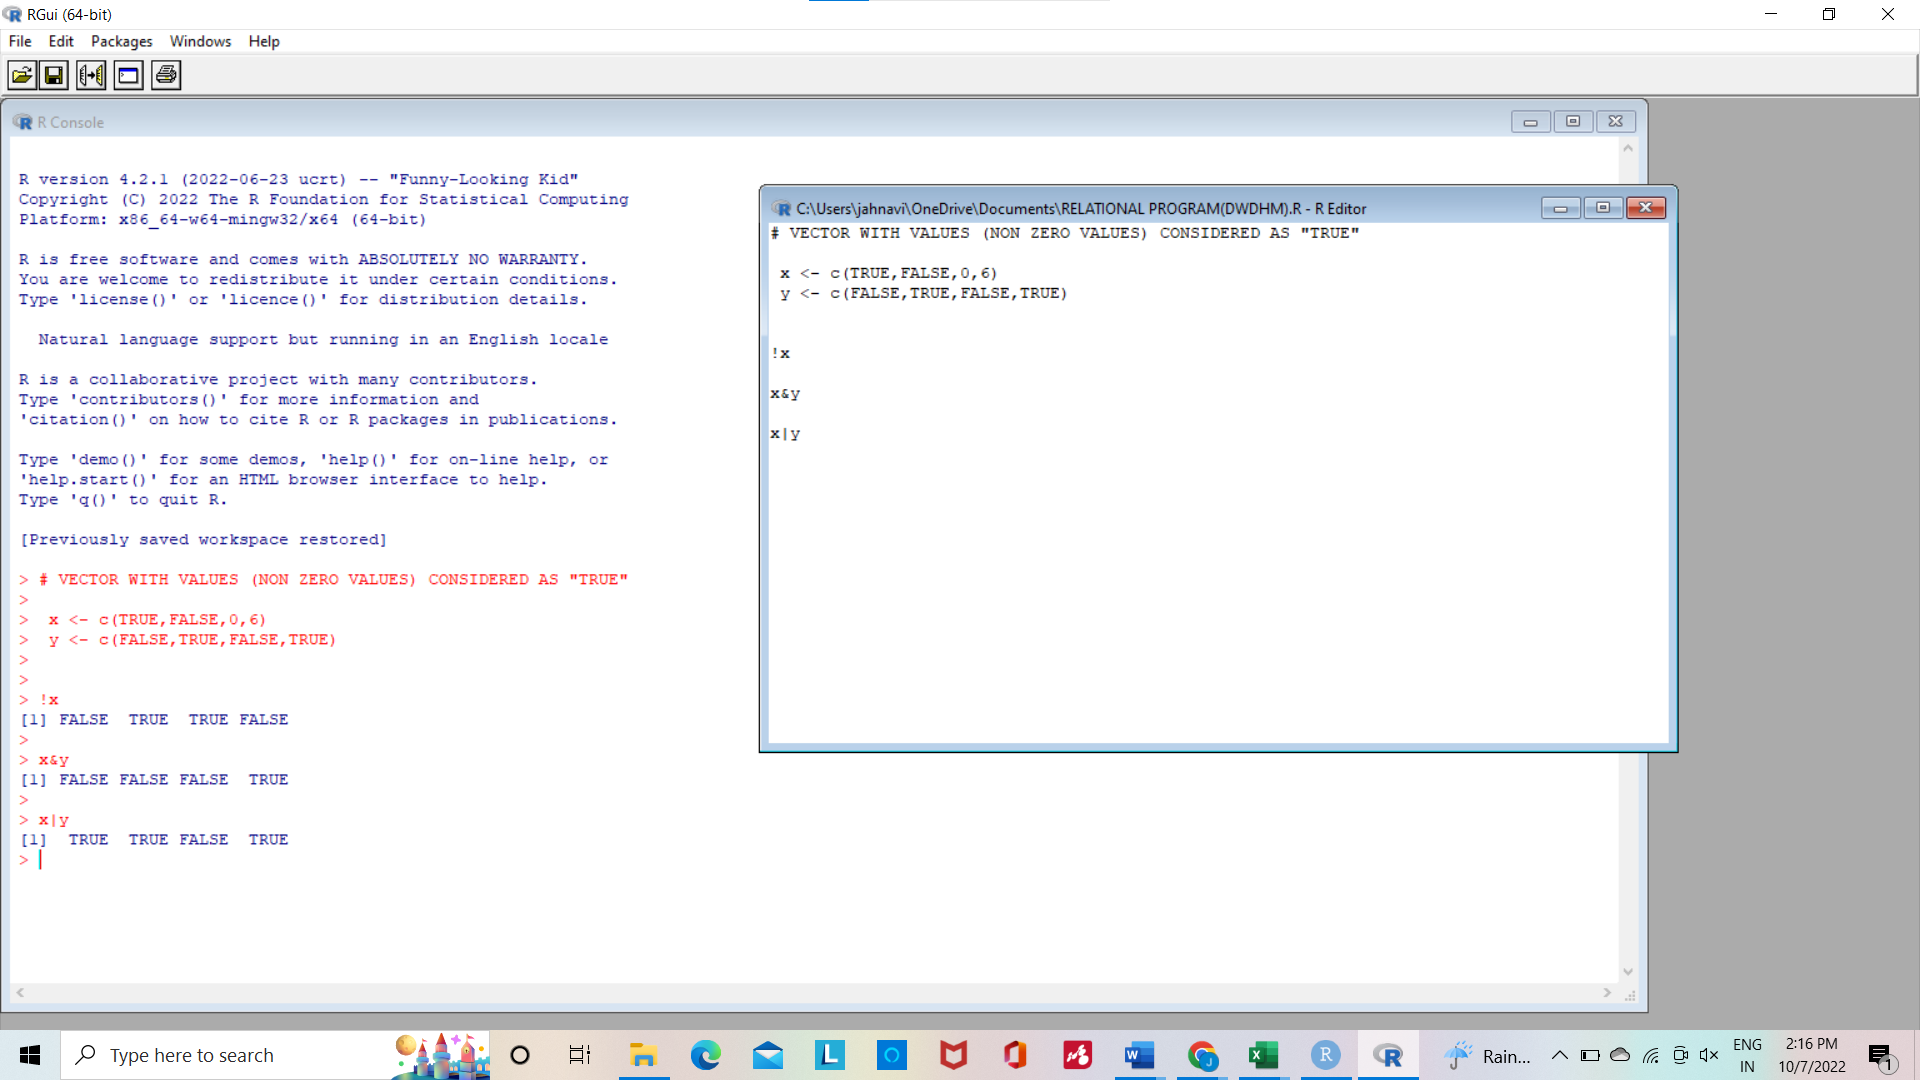 RGui (64-bit)
File Edit Packages Windows Help
R Console
R version 4.2.1 (2022-06-23 ucrt) -- "Funny-Looking Kid"
Copyright (C) 2022 The R Foundation for Statistical Computing
Platform: x86_64-w64-mingw32/x64 (64-bit)
R is free software and comes with ABSOLUTELY NO WARRANTY.
You are welcome to redistribute it under certain conditions.
Type 'license()' or 'licence()' for distribution details.
Natural language support but running in an English locale
R is a collaborative project with many contributors.
Type 'contributors()' for more information and
'citation()' on how to cite R or R packages in publications.
Type 'demo()' for some demos, 'help()' for on-line help, or
'help.start()' for an HTML browser interface to help.
Type 'q()' to quit R.
[Previously saved workspace restored]
> # VECTOR WITH VALUES (NON ZERO VALUES) CONSIDERED AS "TRUE"
>
>  x <- c(TRUE,FALSE,0,6)
>  y <- c(FALSE,TRUE,FALSE,TRUE)
>
>
> !x
[1] FALSE  TRUE  TRUE FALSE
>
> x&y
[1] FALSE FALSE FALSE  TRUE
>
> x|y
[1]  TRUE  TRUE FALSE  TRUE
>
C:\Users\jahnavi\OneDrive\Documents\RELATIONAL PROGRAM(DWDHM).R - R Editor
# VECTOR WITH VALUES (NON ZERO VALUES) CONSIDERED AS "TRUE"
x <- c(TRUE,FALSE,0,6)
y <- c(FALSE,TRUE,FALSE,TRUE)
!x
x&y
x|y
Type here to search
Rain...
ENG
IN
2:16 PM
10/7/2022
1